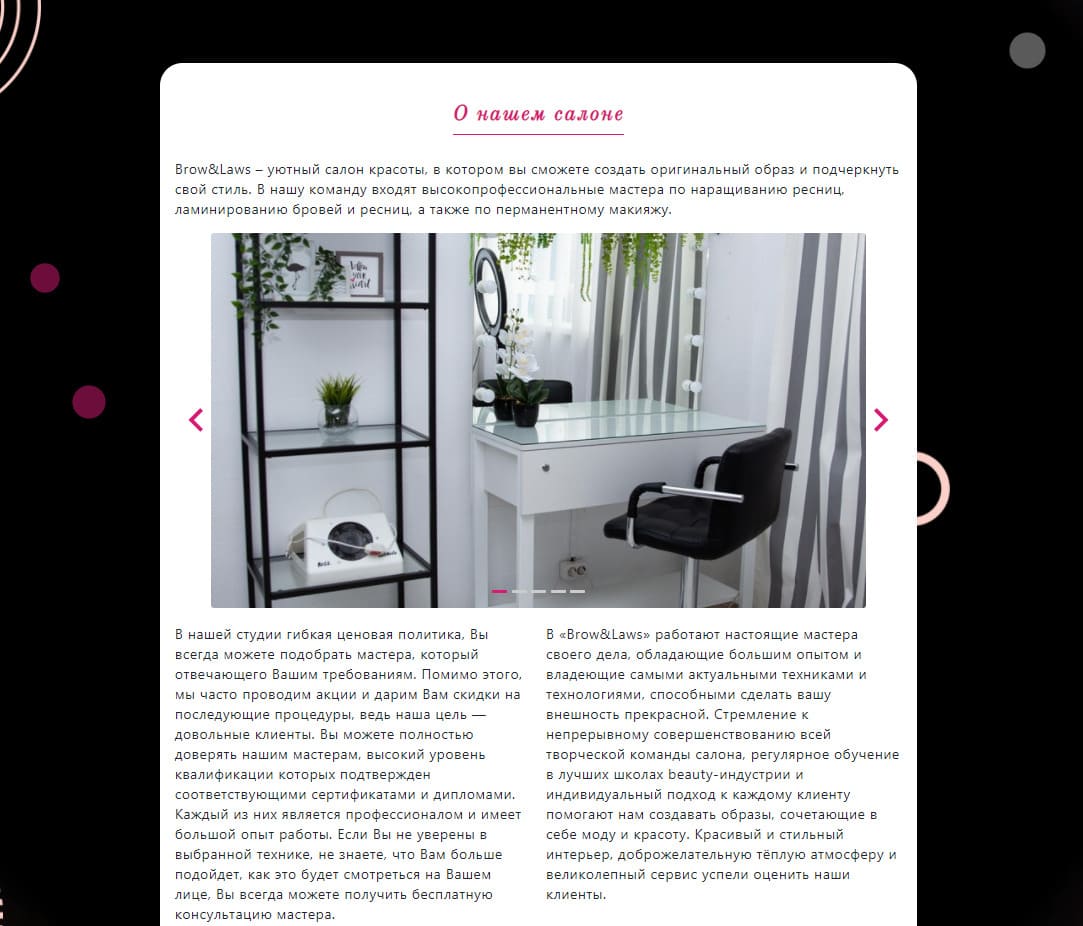 О нашем салоне
Brow&Laws – уютный салон красоты, в котором вы сможете создать оригинальный образ и подчеркнуть
свой стиль. В нашу команду входят высокопрофессиональные мастера по наращиванию ресниц,
ламинированию бровей и ресниц, а также по перманентному макияжу.
follow
your
heart
В нашей студии гибкая ценовая политика, Вы
всегда можете подобрать мастера, который
отвечающего Вашим требованиям. Помимо этого,
мы часто проводим акции и дарим Вам скидки на
последующие процедуры, ведь наша цель —
довольные клиенты. Вы можете полностью
доверять нашим мастерам, высокий уровень
квалификации которых подтвержден
соответствующими сертификатами и дипломами.
Каждый из них является профессионалом и имеет
большой опыт работы. Если Вы не уверены в
выбранной технике, не знаете, что Вам больше
подойдет, как это будет смотреться на Вашем
лице, Вы всегда можете получить бесплатную
консультацию мастера.
В «Brow&Laws» работают настоящие мастера
своего дела, обладающие большим опытом и
владеющие самыми актуальными техниками и
технологиями, способными сделать вашу
внешность прекрасной. Стремление к
непрерывному совершенствованию всей
творческой команды салона, регулярное обучение
в лучших школах beauty-индустрии и
индивидуальный подход к каждому клиенту
помогают нам создавать образы, сочетающие в
себе моду и красоту. Красивый и стильный
интерьер, доброжелательную тёплую атмосферу и
великолепный сервис успели оценить наши
клиенты.